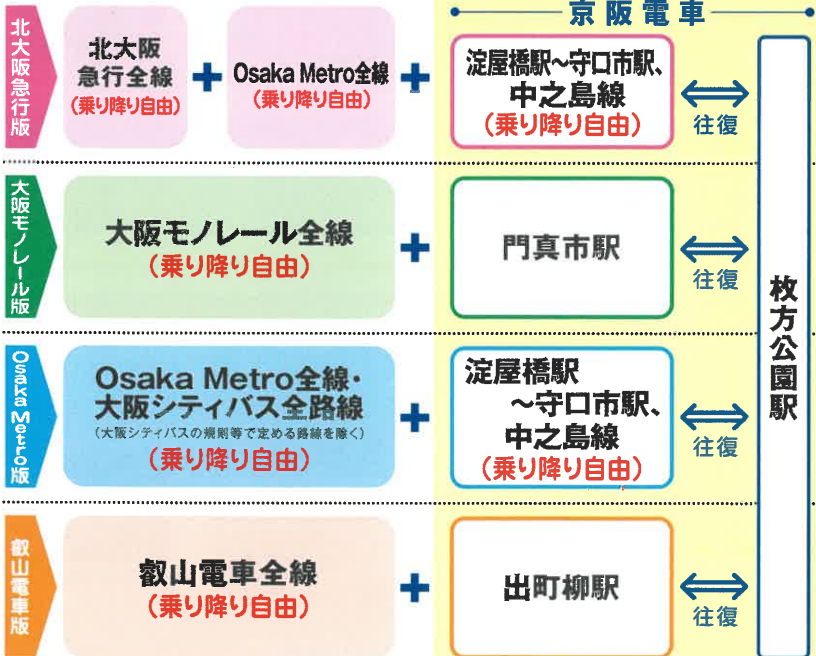 京阪電車
北大阪急行版
北大阪
急行全線
(乗り降り自由)
+
Osaka Metro全線
(乗り降り自由)
+
淀屋橋駅～守口市駅、
中之島線
(乗り降り自由)
往復
大阪モノレール版
大阪モノレール全線
(乗り降り自由)
+
門真市駅
往復
枚方公園駅
Osaka Metro版
Osaka Metro全線・
大阪シティバス全路線
(大阪シティバスの規則等で定める路線を除く)
(乗り降り自由)
+
淀屋橋駅
～守口市駅、
中之島線
(乗り降り自由)
往復
叡山電車版
叡山電車全線
(乗り降り自由)
+
出町柳駅
往復